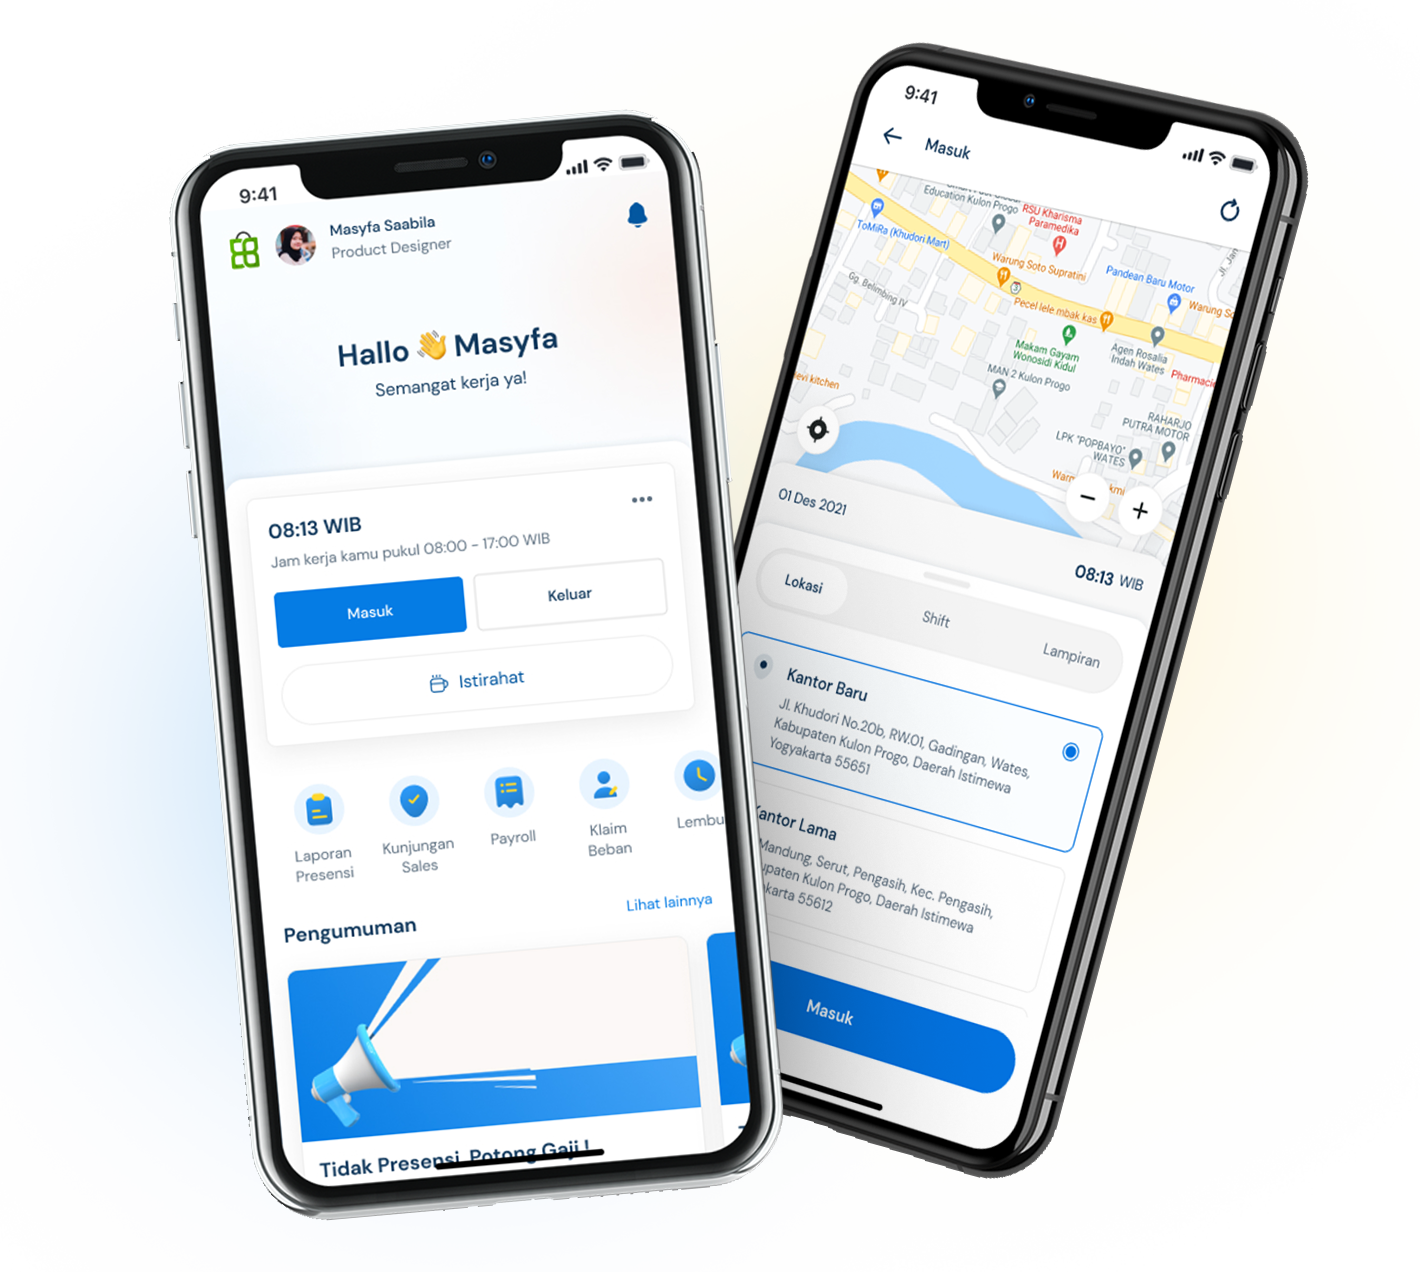 9:41
Masyfa Saabila
Product Designer
Hallo 👋 Masyfa
Semangat kerja ya!
08:13 WIB
Jam kerja kamu pukul 08:00 - 17:00 WIB
Masuk
Keluar
Istirahat
Laporan
Presensi
Kunjungan
Sales
Payroll
Klaim
Beban
Lembu
Pengumuman
Lihat lainnya
Tidak Presensi, Potong Gaji !
9:41
Masuk
Education Kulon Progo
RSU Kharisma
Paramedika
ToMiRa (Khudori Mart)
Warung Soto Supratini
Jl. Jan
Pandean Baru Motor
Gg. Belimbing IV
Pecel lele mbak kas
Warung So
Makam Gayam
Wonosidi Kidul
Agen Rosalia
Indah Wates
Pharmaci
MAN 2 Kulon Progo
evi kitchen
RAHARJO
PUTRA MOTOR
LPK "POPBAYO"
WATES
01 Des 2021
08:13 WIB
Lokasi
Shift
Lampiran
Kantor Baru
Jl. Khudori No.20b, RW.01, Gadingan, Wates,
Kabupaten Kulon Progo, Daerah Istimewa
Yogyakarta 55651
Kantor Lama
Mandung, Serut, Pengasih, Kec. Pengasih,
upaten Kulon Progo, Daerah Istimewa
akarta 55612
Masuk